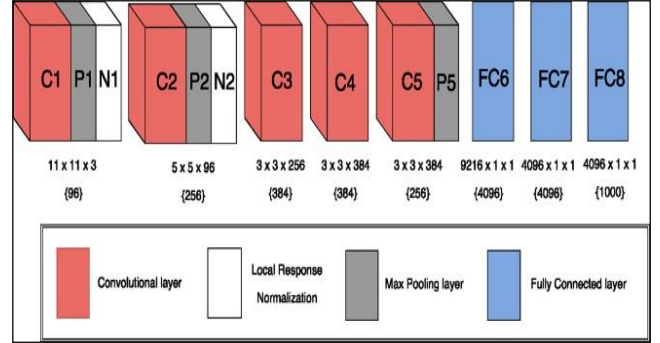 C1 P1 N1 C2 P2 N2 C3 C4 C5 P5 FC6 FC7 FC8
11 x 11 x 3 5 x 5 x 96 3 x 3 x 256 3 x 3 x 384 3 x 3 x 384 9216 x 1 x 1 4096 x 1 x 1 4096 x 1 x 1
{96} {256} {384} {384} {256} {4096} {4096} {1000}
Convolutional layer
Local Response
Normalization
Max Pooling layer
Fully Connected layer